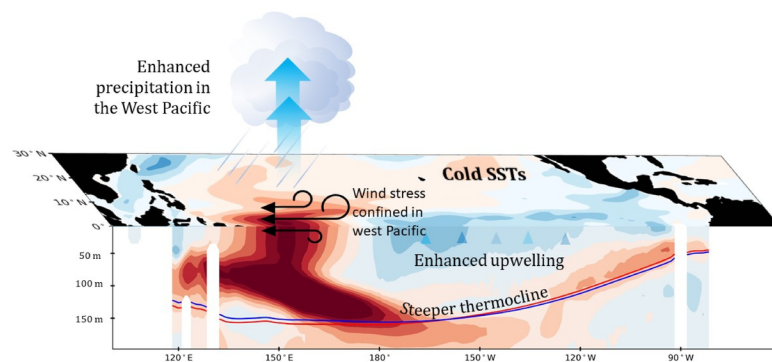 Enhanced
precipitation in
the West Pacific
30°N
20°N
10°N
0°
Cold SSTs
Wind stress
confined in
west Pacific
Enhanced upwelling
Steeper thermocline
50 m
100 m
150 m
120°E
150°E
180°
150°W
120°W
90°W